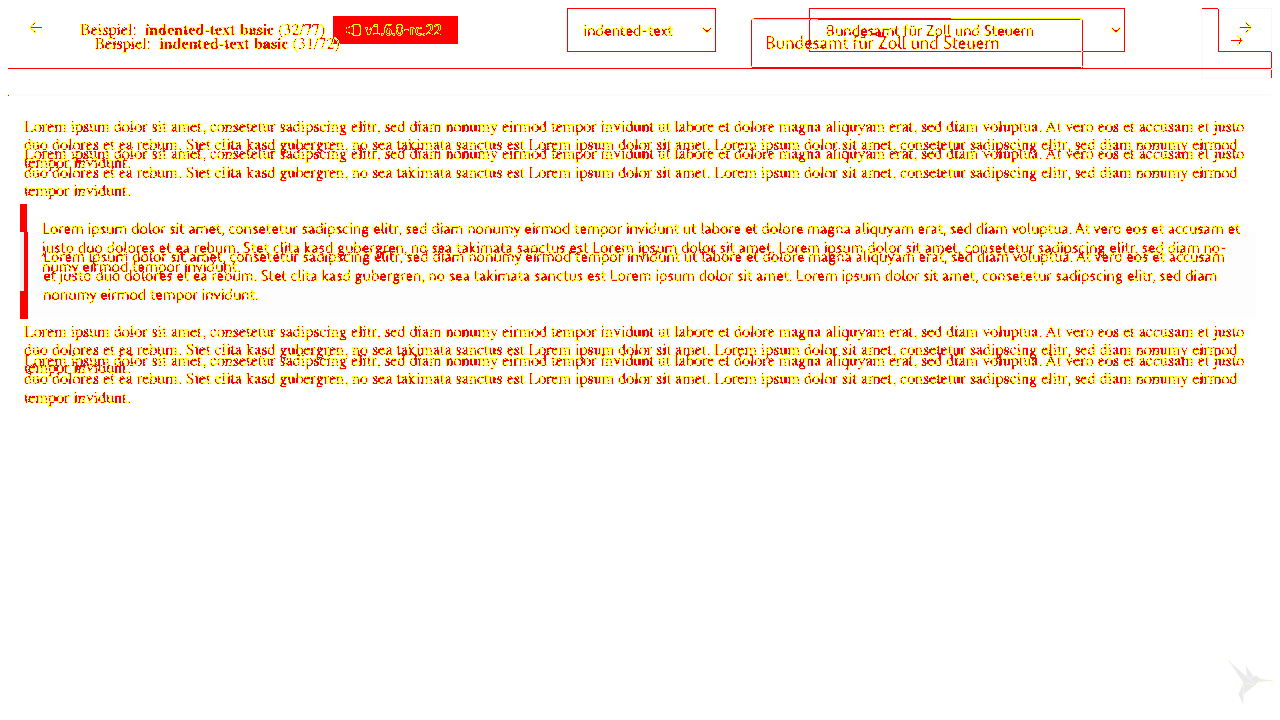 Beispiel: indented-text basic (32/77) v1.6.0-rc.22 indented-text Bundesamt für Zoll und Steuern
Beispiel: indented-text basic (31/72) Bundesamt für Zoll und Steuern
Lorem ipsum dolor sit amet, consetetur sadipscing elitr, sed diam nonumy eirmod tempor invidunt ut labore et dolore magna aliquyam erat, sed diam voluptua. At vero eos et accusam et justo
duo dolores et ea rebum. Stet clita kasd gubergren, no sea takimata sanctus est Lorem ipsum dolor sit amet. Lorem ipsum dolor sit amet, consetetur sadipscing elitr, sed diam nonumy eirmod
Lorem ipsum dolor sit amet, consetetur sadipscing elitr, sed diam nonumy eirmod tempor invidunt ut labore et dolore magna aliquyam erat, sed diam voluptua. At vero eos et accusam et justo
tempor invidunt.
duo dolores et ea rebum. Stet clita kasd gubergren, no sea takimata sanctus est Lorem ipsum dolor sit amet. Lorem ipsum dolor sit amet, consetetur sadipscing elitr, sed diam nonumy eirmod
tempor invidunt.
Lorem ipsum dolor sit amet, consetetur sadipscing elitr, sed diam nonumy eirmod tempor invidunt ut labore et dolore magna aliquyam erat, sed diam voluptua. At vero eos et accusam et
justo duo dolores et ea rebum. Stet clita kasd gubergren, no sea takimata sanctus est Lorem ipsum dolor sit amet. Lorem ipsum dolor sit amet, consetetur sadipscing elitr, sed diam no-
Lorem ipsum dolor sit amet, consetetur sadipscing elitr, sed diam nonumy eirmod tempor invidunt ut labore et dolore magna aliquyam erat, sed diam voluptua. At vero eos et accusam
numy eirmod tempor invidunt.
et justo duo dolores et ea rebum. Stet clita kasd gubergren, no sea takimata sanctus est Lorem ipsum dolor sit amet. Lorem ipsum dolor sit amet, consetetur sadipscing elitr, sed diam
nonumy eirmod tempor invidunt.
Lorem ipsum dolor sit amet, consetetur sadipscing elitr, sed diam nonumy eirmod tempor invidunt ut labore et dolore magna aliquyam erat, sed diam voluptua. At vero eos et accusam et justo
duo dolores et ea rebum. Stet clita kasd gubergren, no sea takimata sanctus est Lorem ipsum dolor sit amet. Lorem ipsum dolor sit amet, consetetur sadipscing elitr, sed diam nonumy eirmod
Lorem ipsum dolor sit amet, consetetur sadipscing elitr, sed diam nonumy eirmod tempor invidunt ut labore et dolore magna aliquyam erat, sed diam voluptua. At vero eos et accusam et justo
tempor invidunt.
duo dolores et ea rebum. Stet clita kasd gubergren, no sea takimata sanctus est Lorem ipsum dolor sit amet. Lorem ipsum dolor sit amet, consetetur sadipscing elitr, sed diam nonumy eirmod
tempor invidunt.